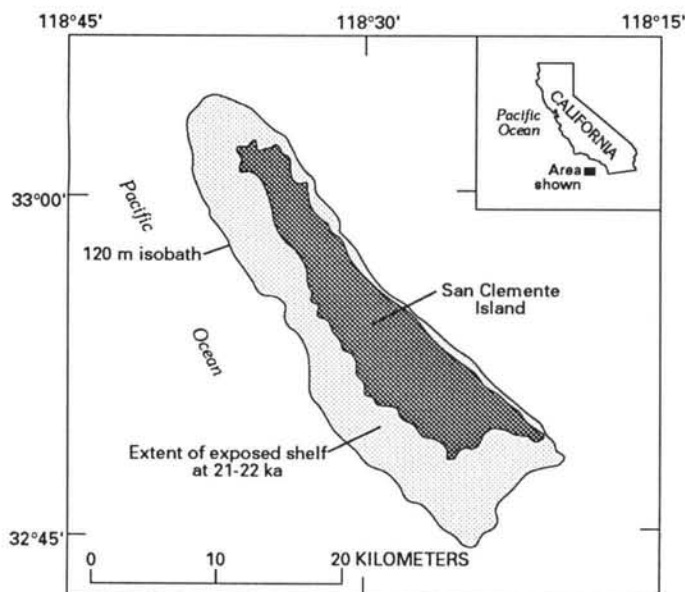 118°45'
118°30'
118°15'
CALIFORNIA
Pacific
Ocean
Area
shown
33°00'
Pacific
120 m isobath
San Clemente
Island
Ocean
Extent of exposed shelf
at 21-22 ka
32°45'
0
10
20 KILOMETERS